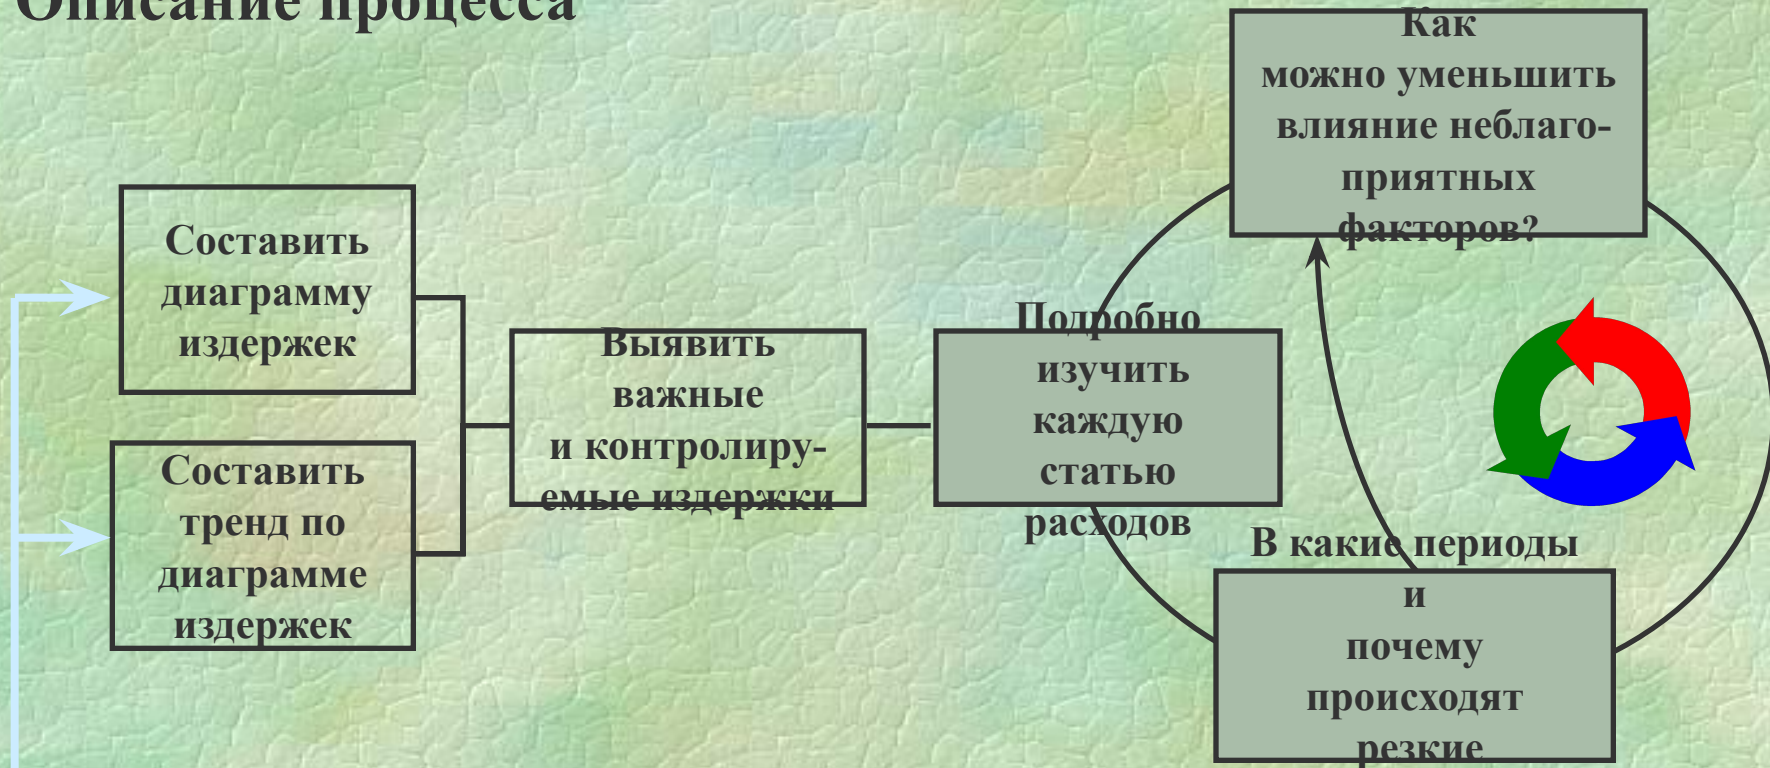 Описание процесса
Как
можно уменьшить
влияние неблаго-
приятных
факторов?
Составить
диаграмму
издержек
Составить
тренд по
диаграмме
издержек
Выявить
важные
и контролиру-
емые издержки
Подробно
изучить
каждую
статью
расходов
В какие периоды
и
почему
происходят
резкие